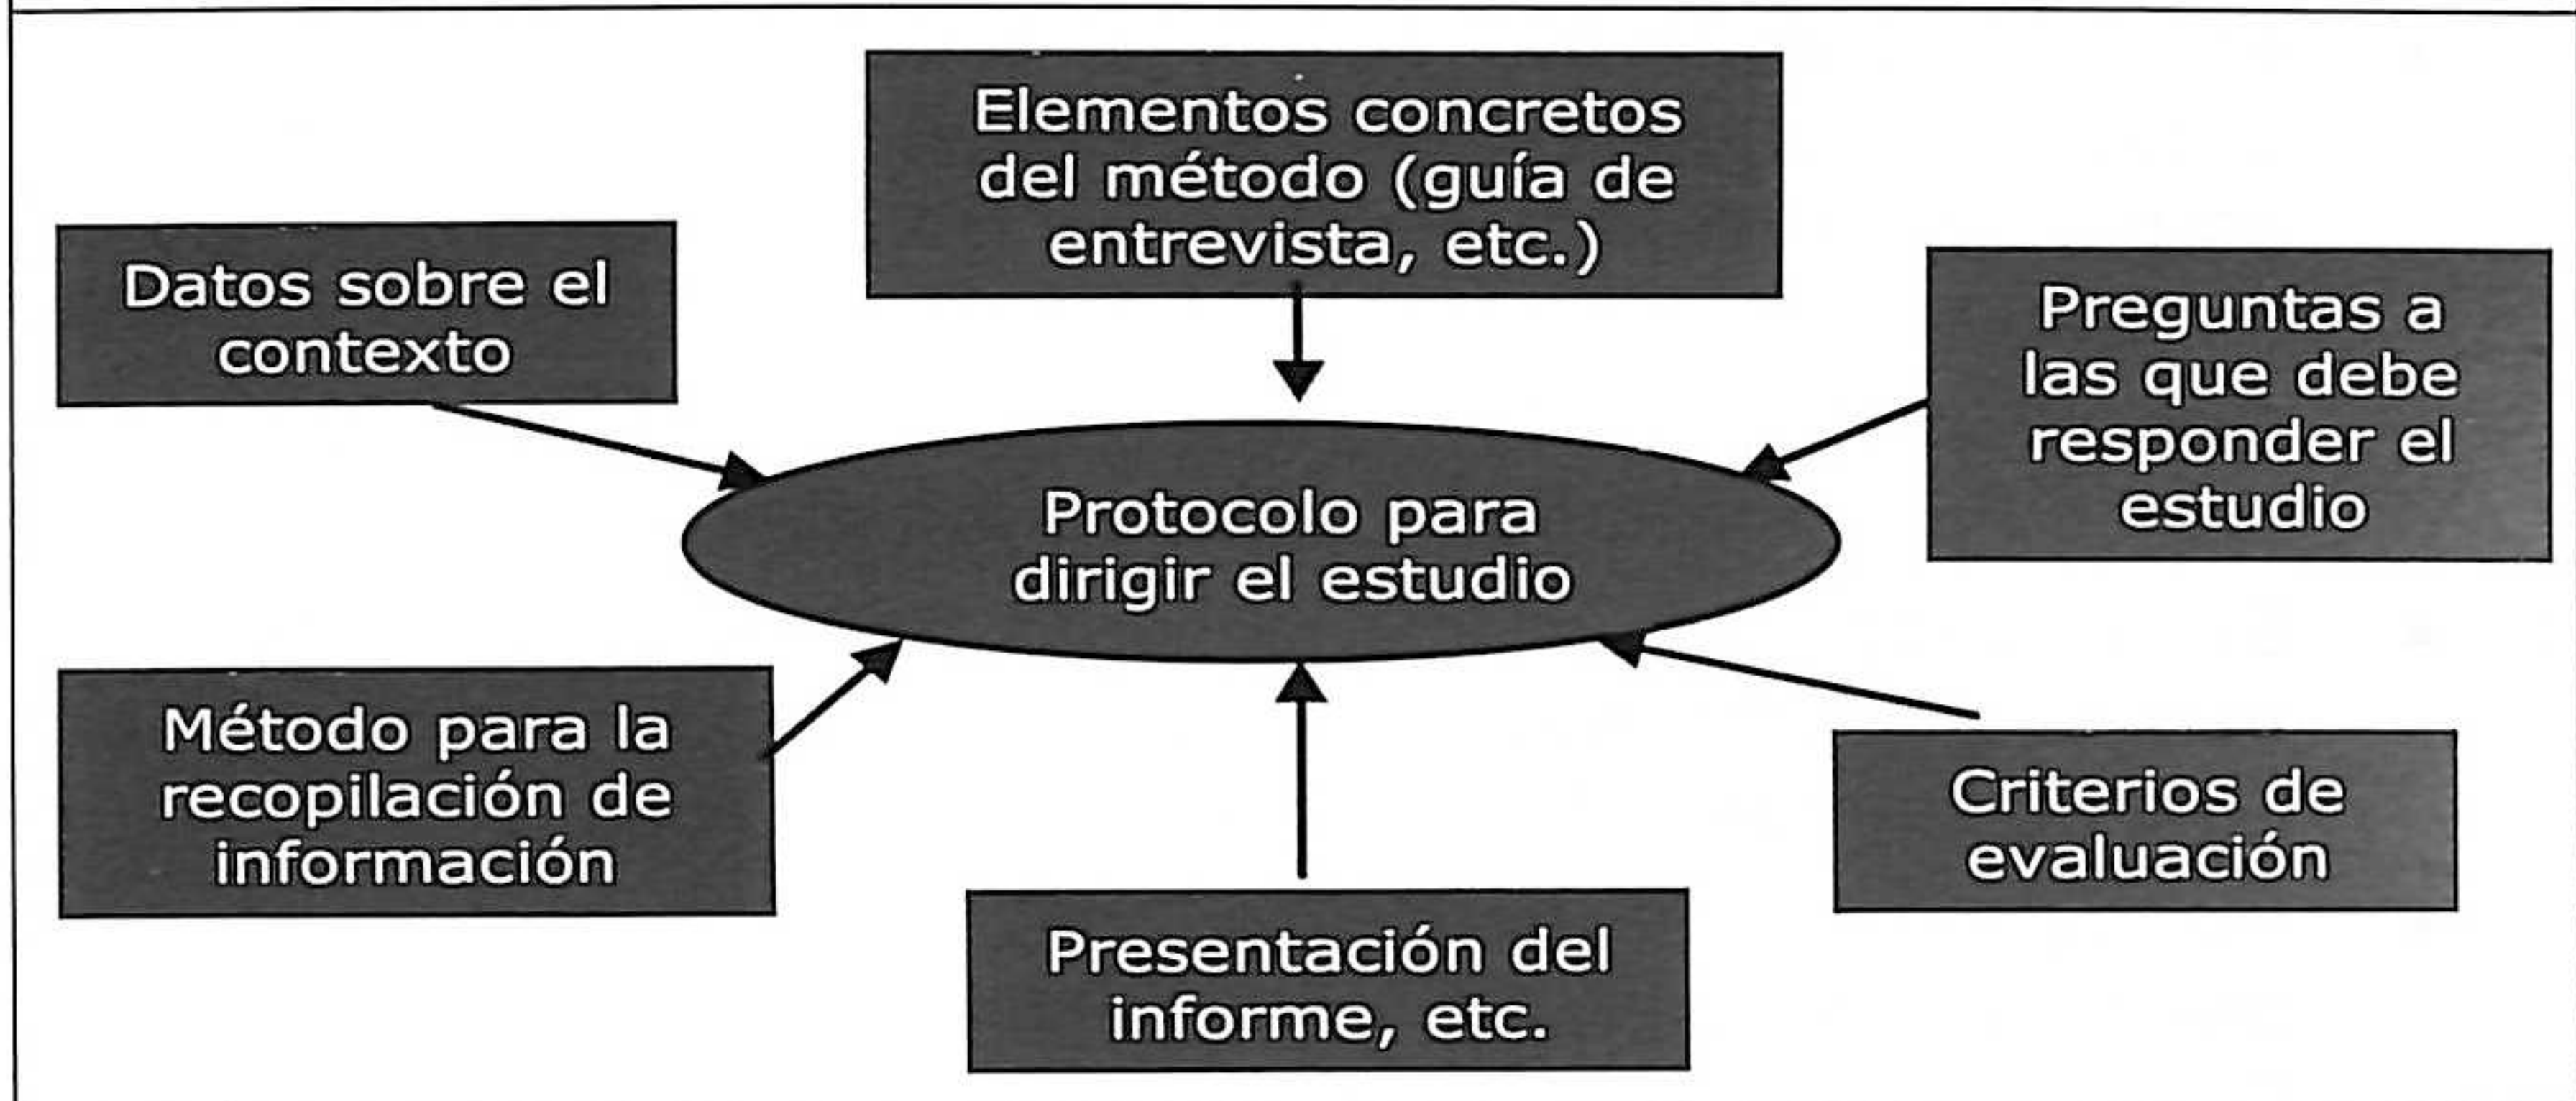 Elementos concretos
del método (guía de
entrevista, etc.)
Datos sobre el
contexto
Preguntas a
las que debe
responder el
estudio
Protocolo para
dirigir el estudio
Método para la
recopilación de
información
Criterios de
evaluación
Presentación del
informe, etc.